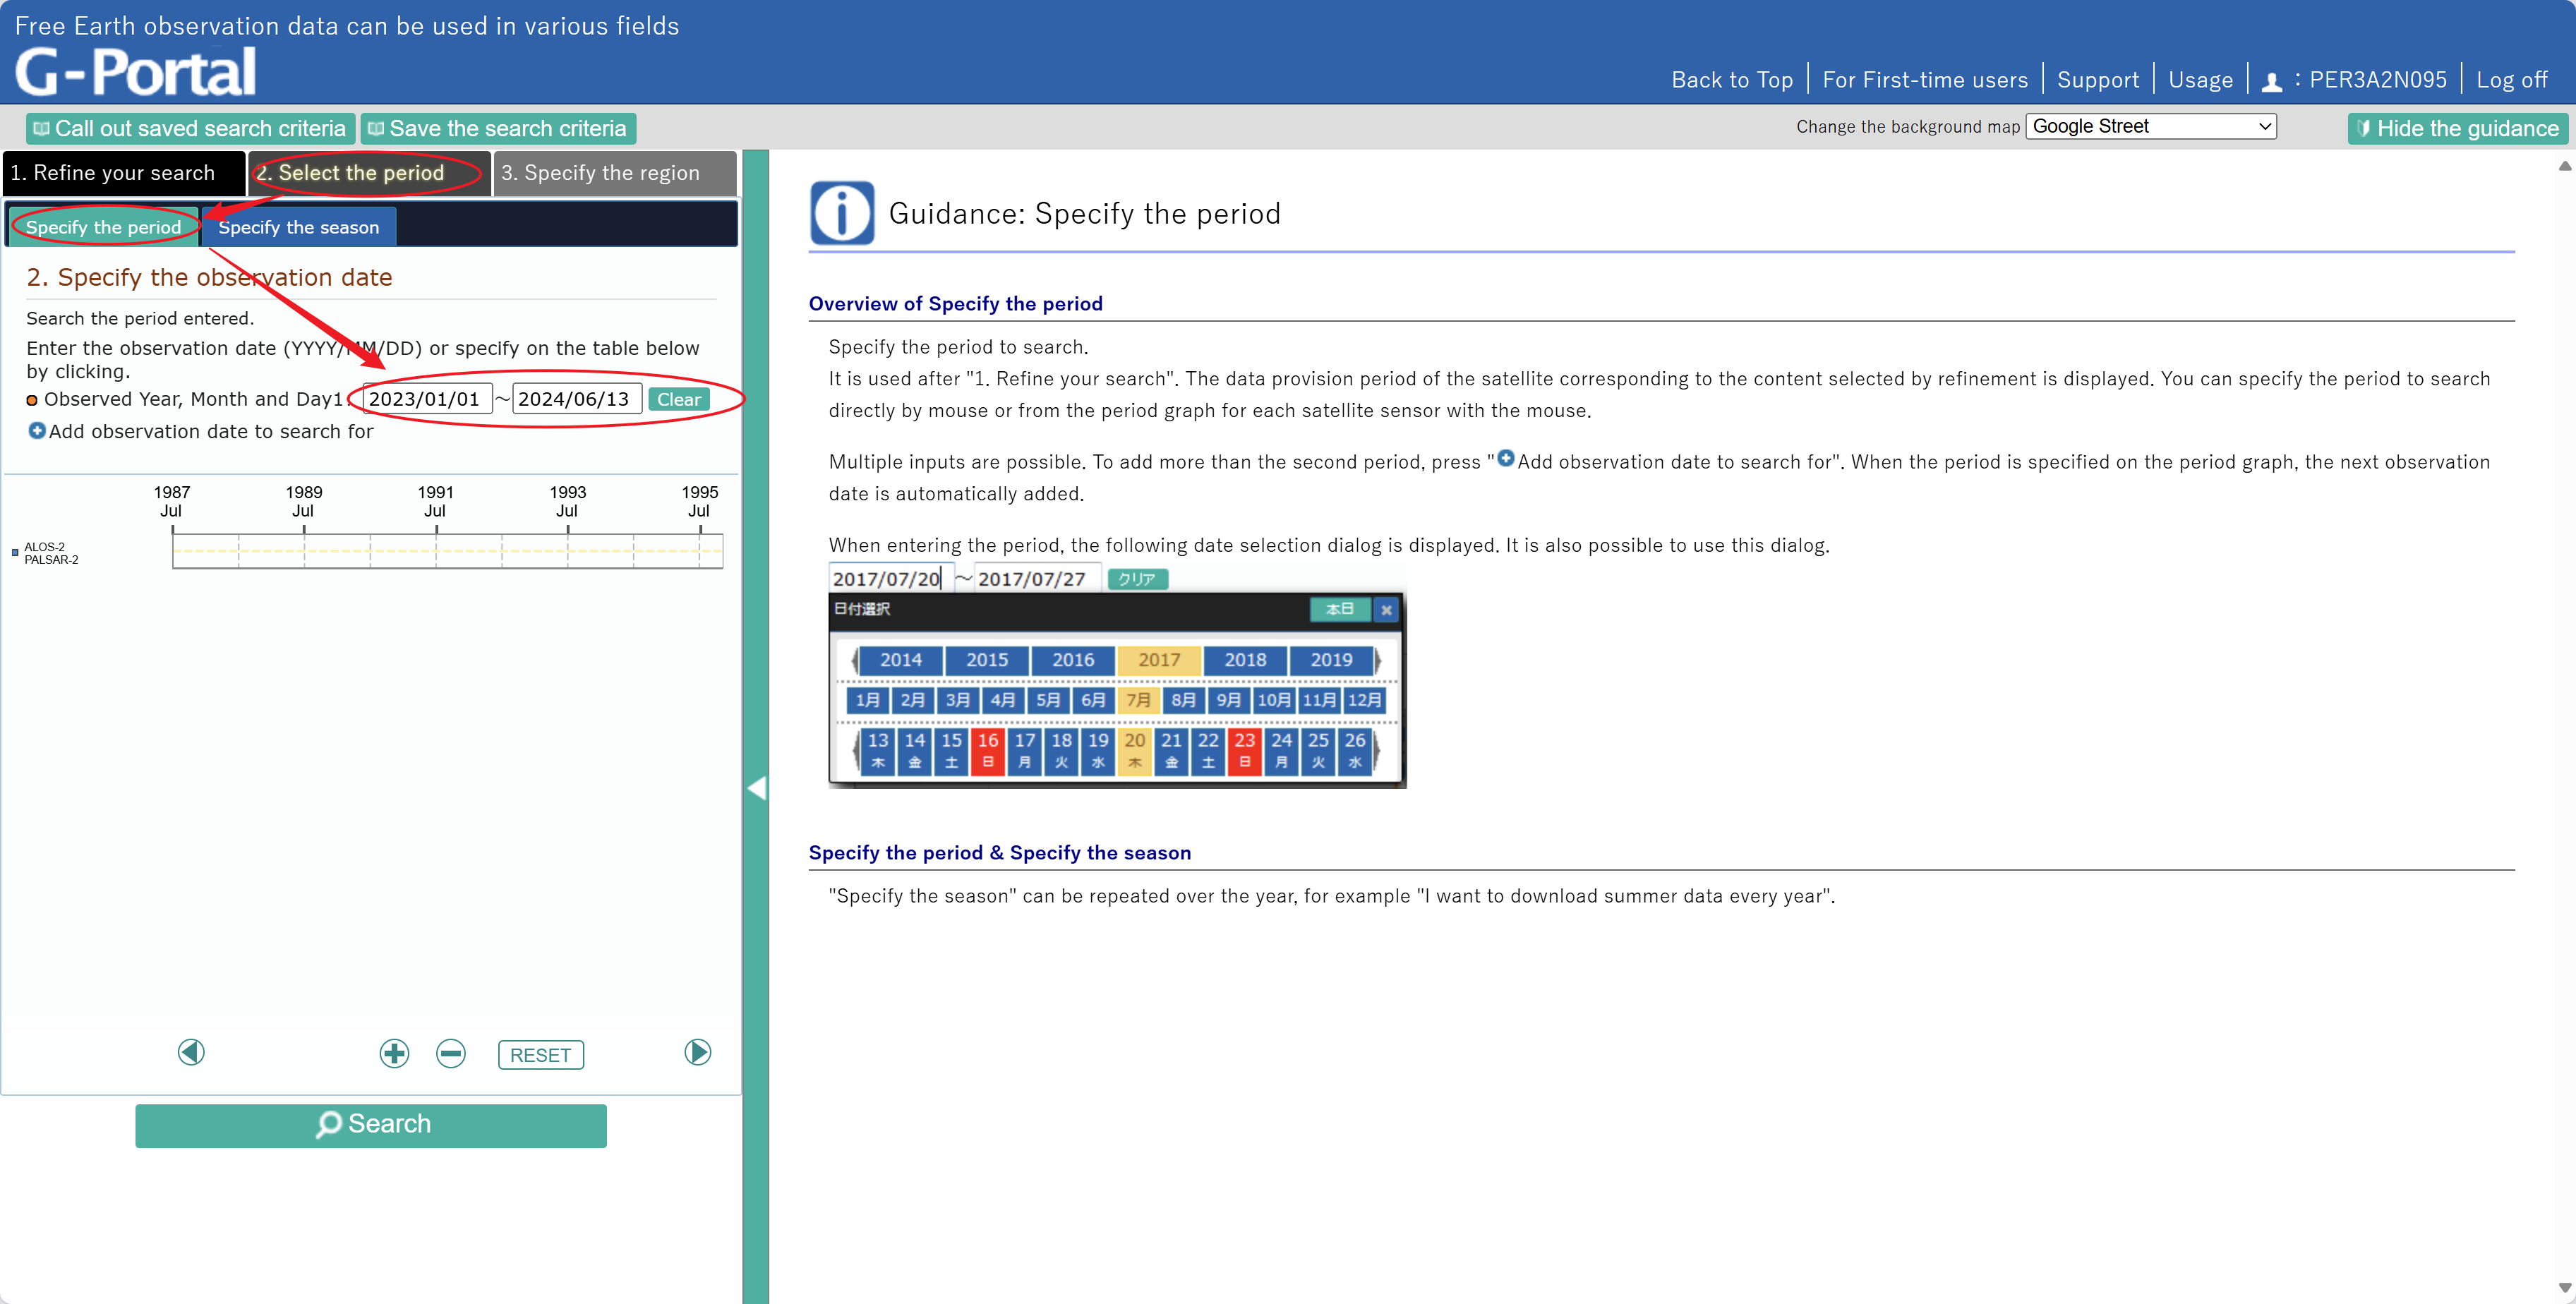 Free Earth observation data can be used in various fields
G-Portal
Back to Top
For First-time users
Support
Usage
: PER3A2N095
Log off
Call out saved search criteria
Save the search criteria
Change the background map
Google Street
Hide the guidance
1. Refine your search
2. Select the period
3. Specify the region
Specify the period
Specify the season
2. Specify the observation date
Search the period entered.
Enter the observation date (YYYY/MM/DD) or specify on the table below
by clicking.
Observed Year, Month and Day1: 2023/01/01 ~ 2024/06/13 Clear
Add observation date to search for
1987 1989 1991 1993 1995
Jul Jul Jul Jul Jul
ALOS-2
PALSAR-2
RESET
Search
Guidance: Specify the period
Overview of Specify the period
Specify the period to search.
It is used after "1. Refine your search". The data provision period of the satellite corresponding to the content selected by refinement is displayed. You can specify the period to search
directly by mouse or from the period graph for each satellite sensor with the mouse.
Multiple inputs are possible. To add more than the second period, press "Add observation date to search for". When the period is specified on the period graph, the next observation
date is automatically added.
When entering the period, the following date selection dialog is displayed. It is also possible to use this dialog.
2017/07/20 ～ 2017/07/27 クリア
日付選択 本日 ×
2014 2015 2016 2017 2018 2019
1月 2月 3月 4月 5月 6月 7月 8月 9月 10月 11月 12月
13 14 15 16 17 18 19 20 21 22 23 24 25 26
木 金 土 日 月 火 水 木 金 土 日 月 火 水
Specify the period & Specify the season
"Specify the season" can be repeated over the year, for example "I want to download summer data every year".